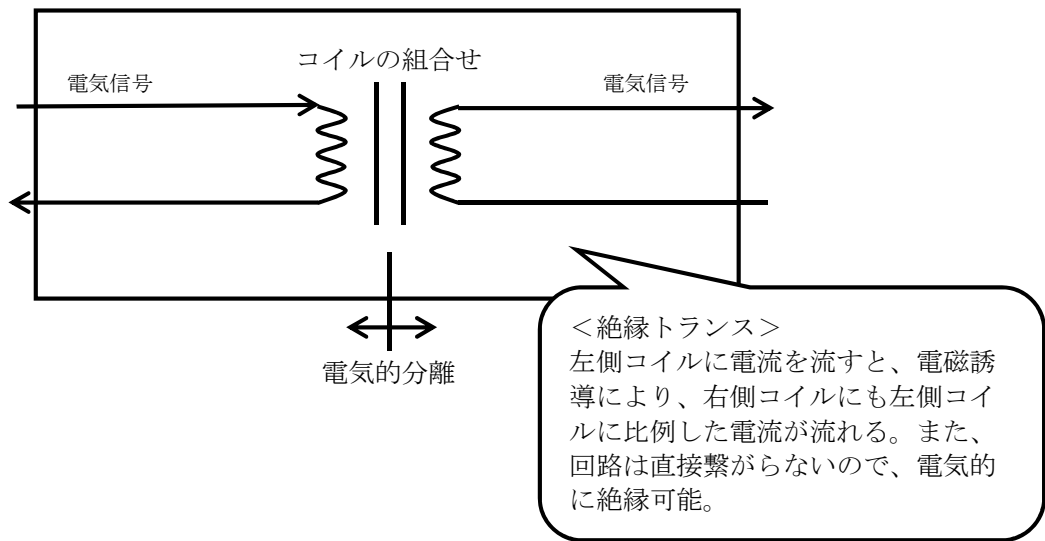 コイルの組合せ
電気信号
電気信号
電気的分離
＜絶縁トランス＞
左側コイルに電流を流すと、電磁誘
導により、右側コイルにも左側コイ
ルに比例した電流が流れる。また、
回路は直接繋がらないので、電気的
に絶縁可能。